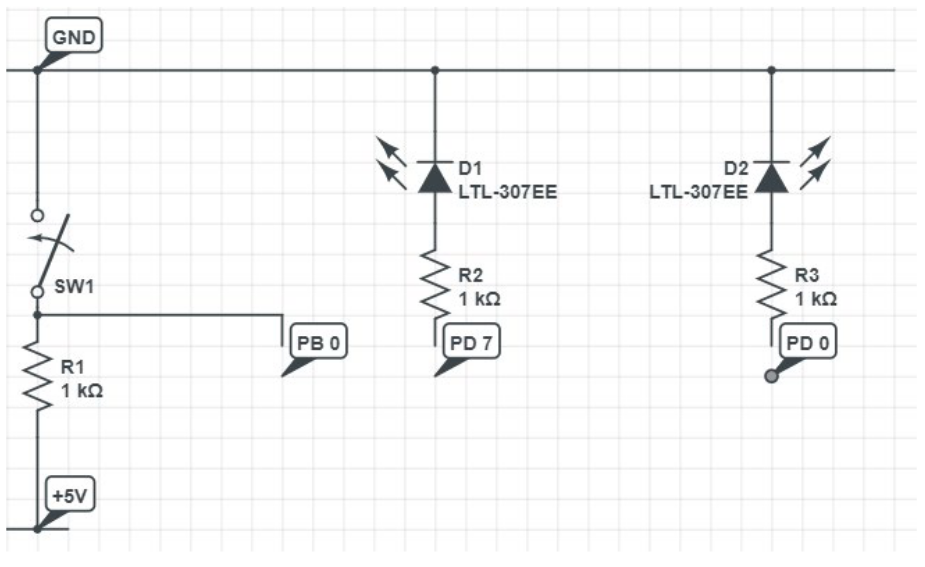 GND
D1
LTL-307EE
D2
LTL-307EE
SW1
R2
1 kΩ
R3
1 kΩ
PB 0
PD 7
PD 0
R1
1 kΩ
+5V